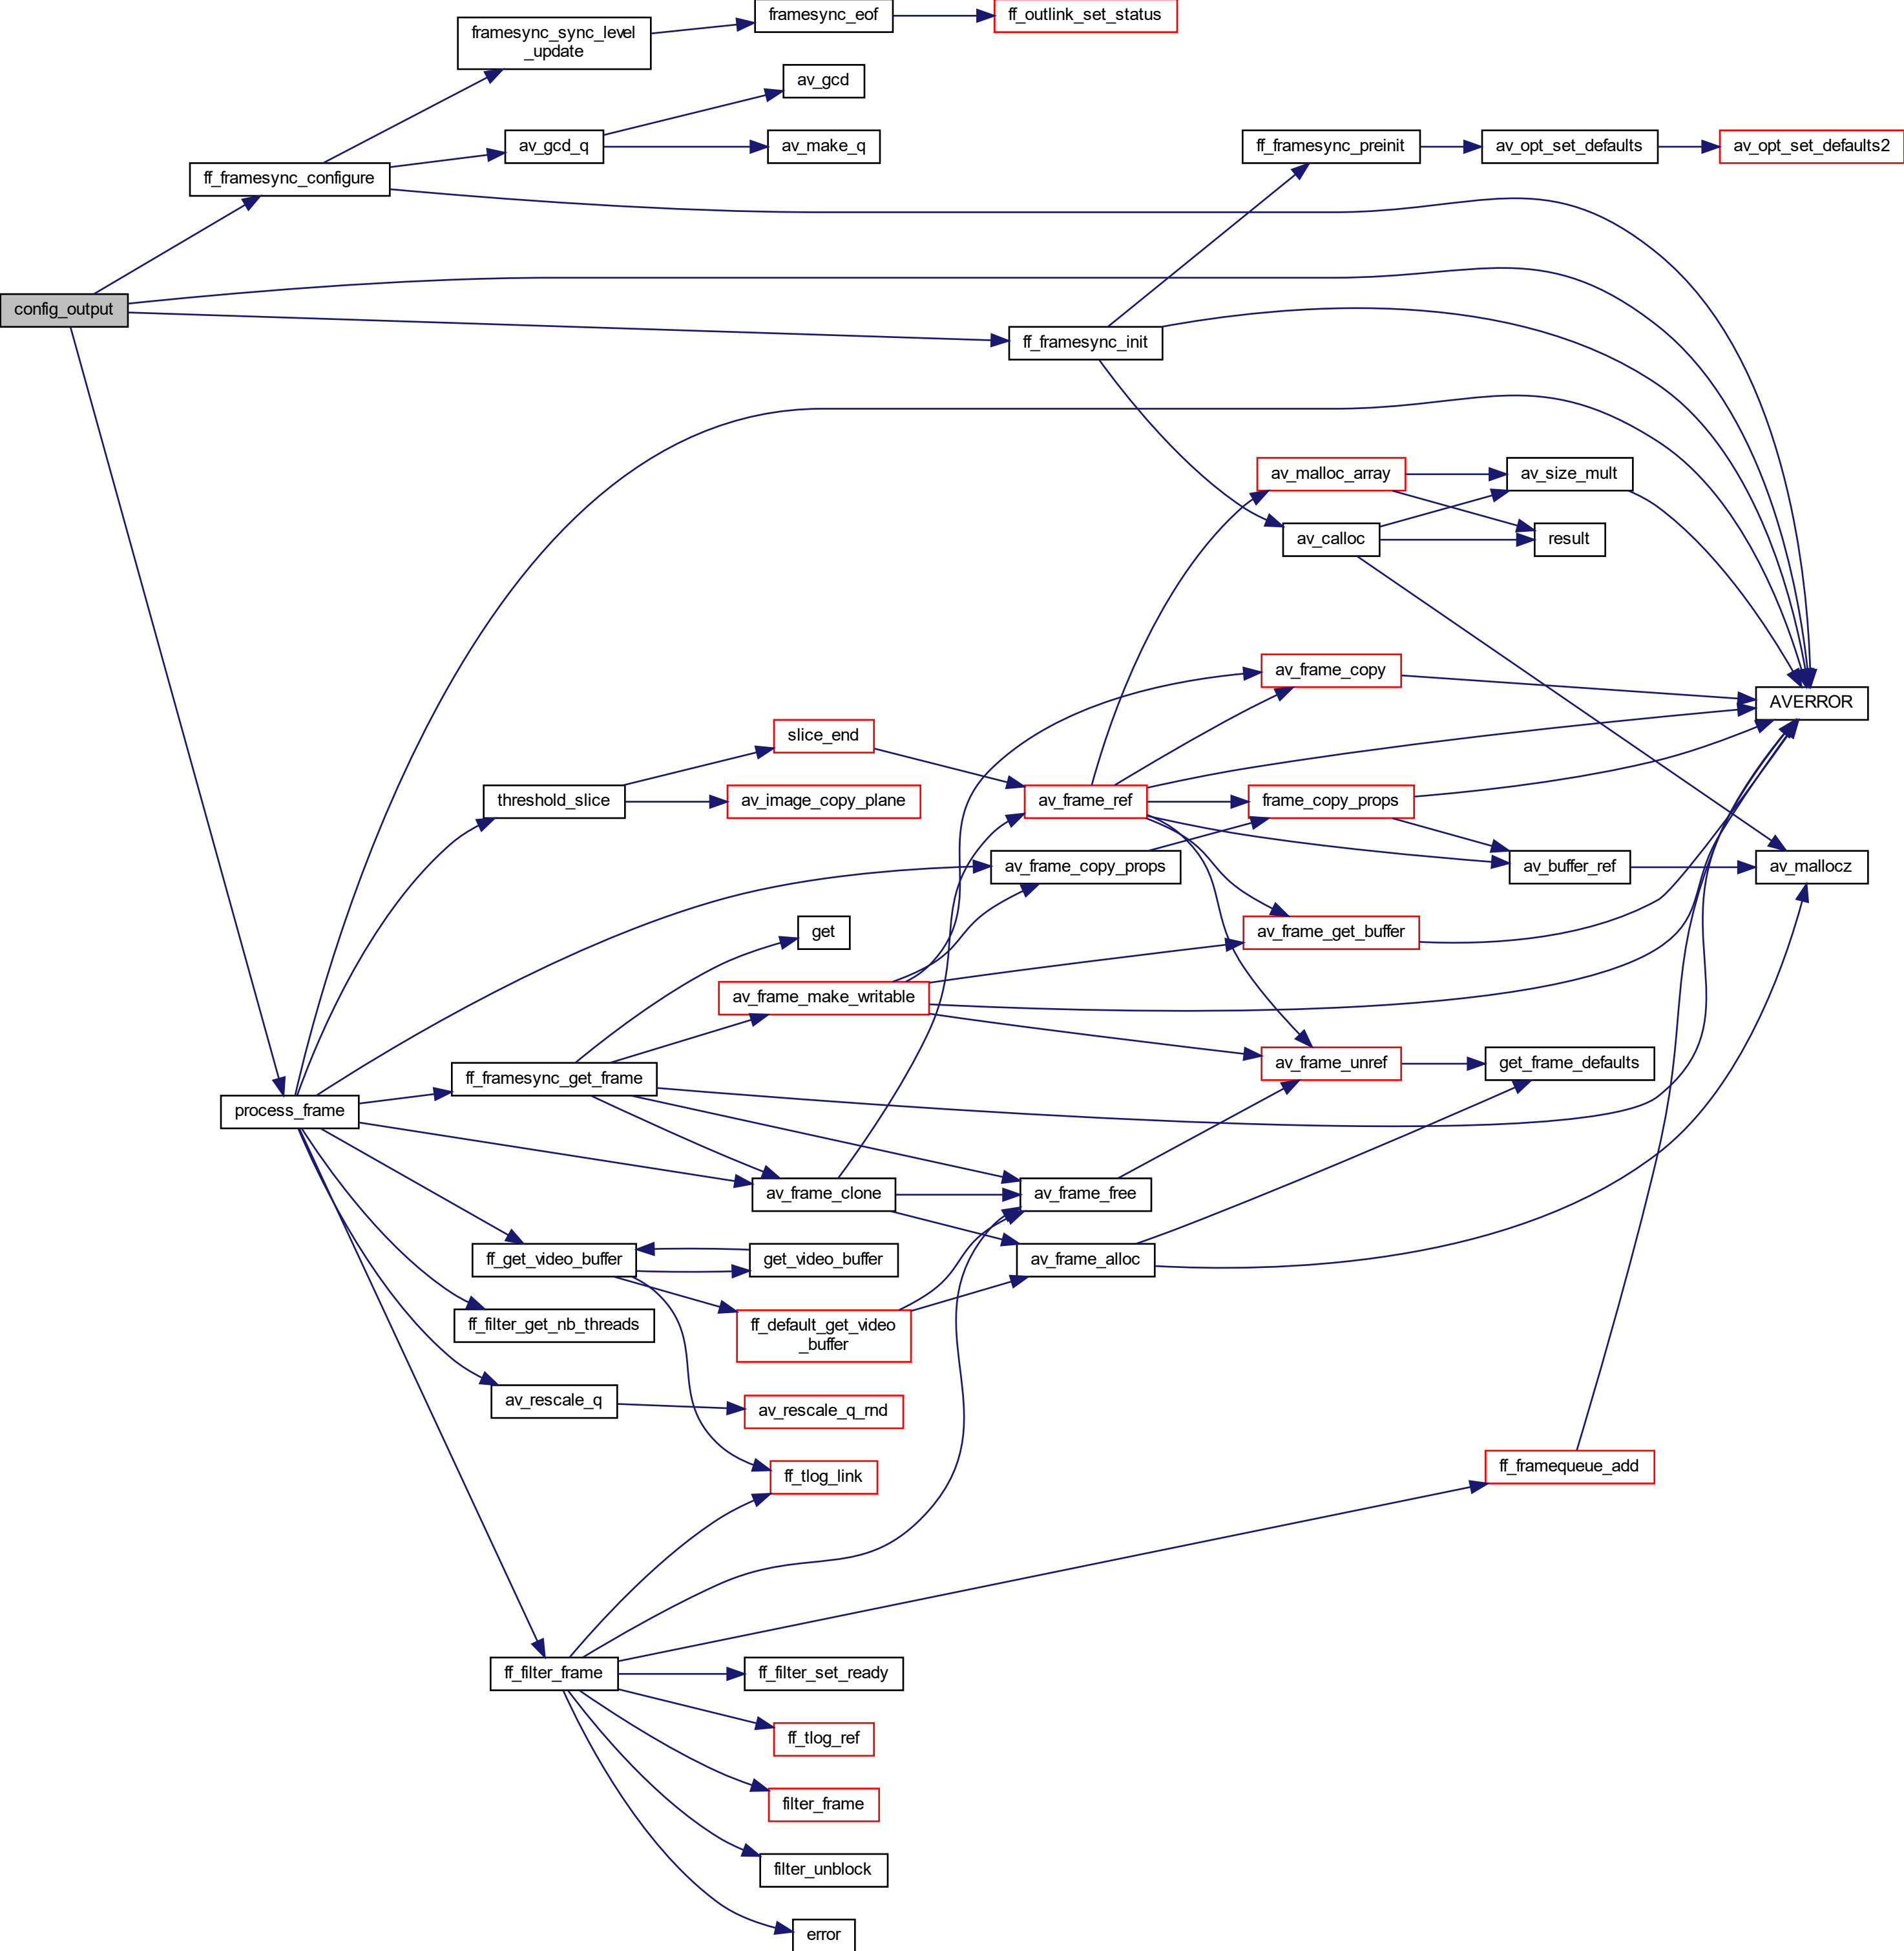 framesync_eof
ff_outlink_set_status
framesync_sync_level
_update
av_gcd
av_gcd_q
av_make_q
ff_framesync_preinit
av_opt_set_defaults
av_opt_set_defaults2
ff_framesync_configure
config_output
ff_framesync_init
av_malloc_array
av_size_mult
av_calloc
result
av_frame_copy
AVERROR
slice_end
threshold_slice
av_image_copy_plane
av_frame_ref
frame_copy_props
av_frame_copy_props
av_buffer_ref
av_mallocz
get
av_frame_get_buffer
av_frame_make_writable
av_frame_unref
get_frame_defaults
ff_framesync_get_frame
process_frame
av_frame_clone
av_frame_free
ff_get_video_buffer
get_video_buffer
av_frame_alloc
ff_filter_get_nb_threads
ff_default_get_video
_buffer
av_rescale_q
av_rescale_q_rnd
ff_tlog_link
ff_framequeue_add
ff_filter_frame
ff_filter_set_ready
ff_tlog_ref
filter_frame
filter_unblock
error